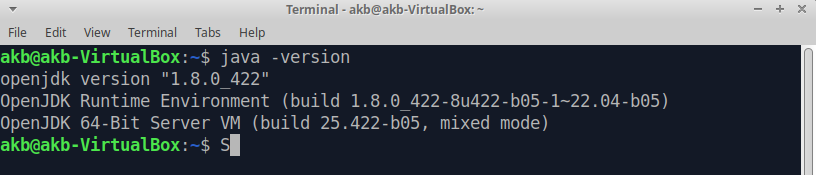 Terminal - akb@akb-VirtualBox: ~
File Edit View Terminal Tabs Help
akb@akb-VirtualBox:~$ java -version
openjdk version "1.8.0_422"
OpenJDK Runtime Environment (build 1.8.0_422-8u422-b05-1~22.04-b05)
OpenJDK 64-Bit Server VM (build 25.422-b05, mixed mode)
akb@akb-VirtualBox:~$ S